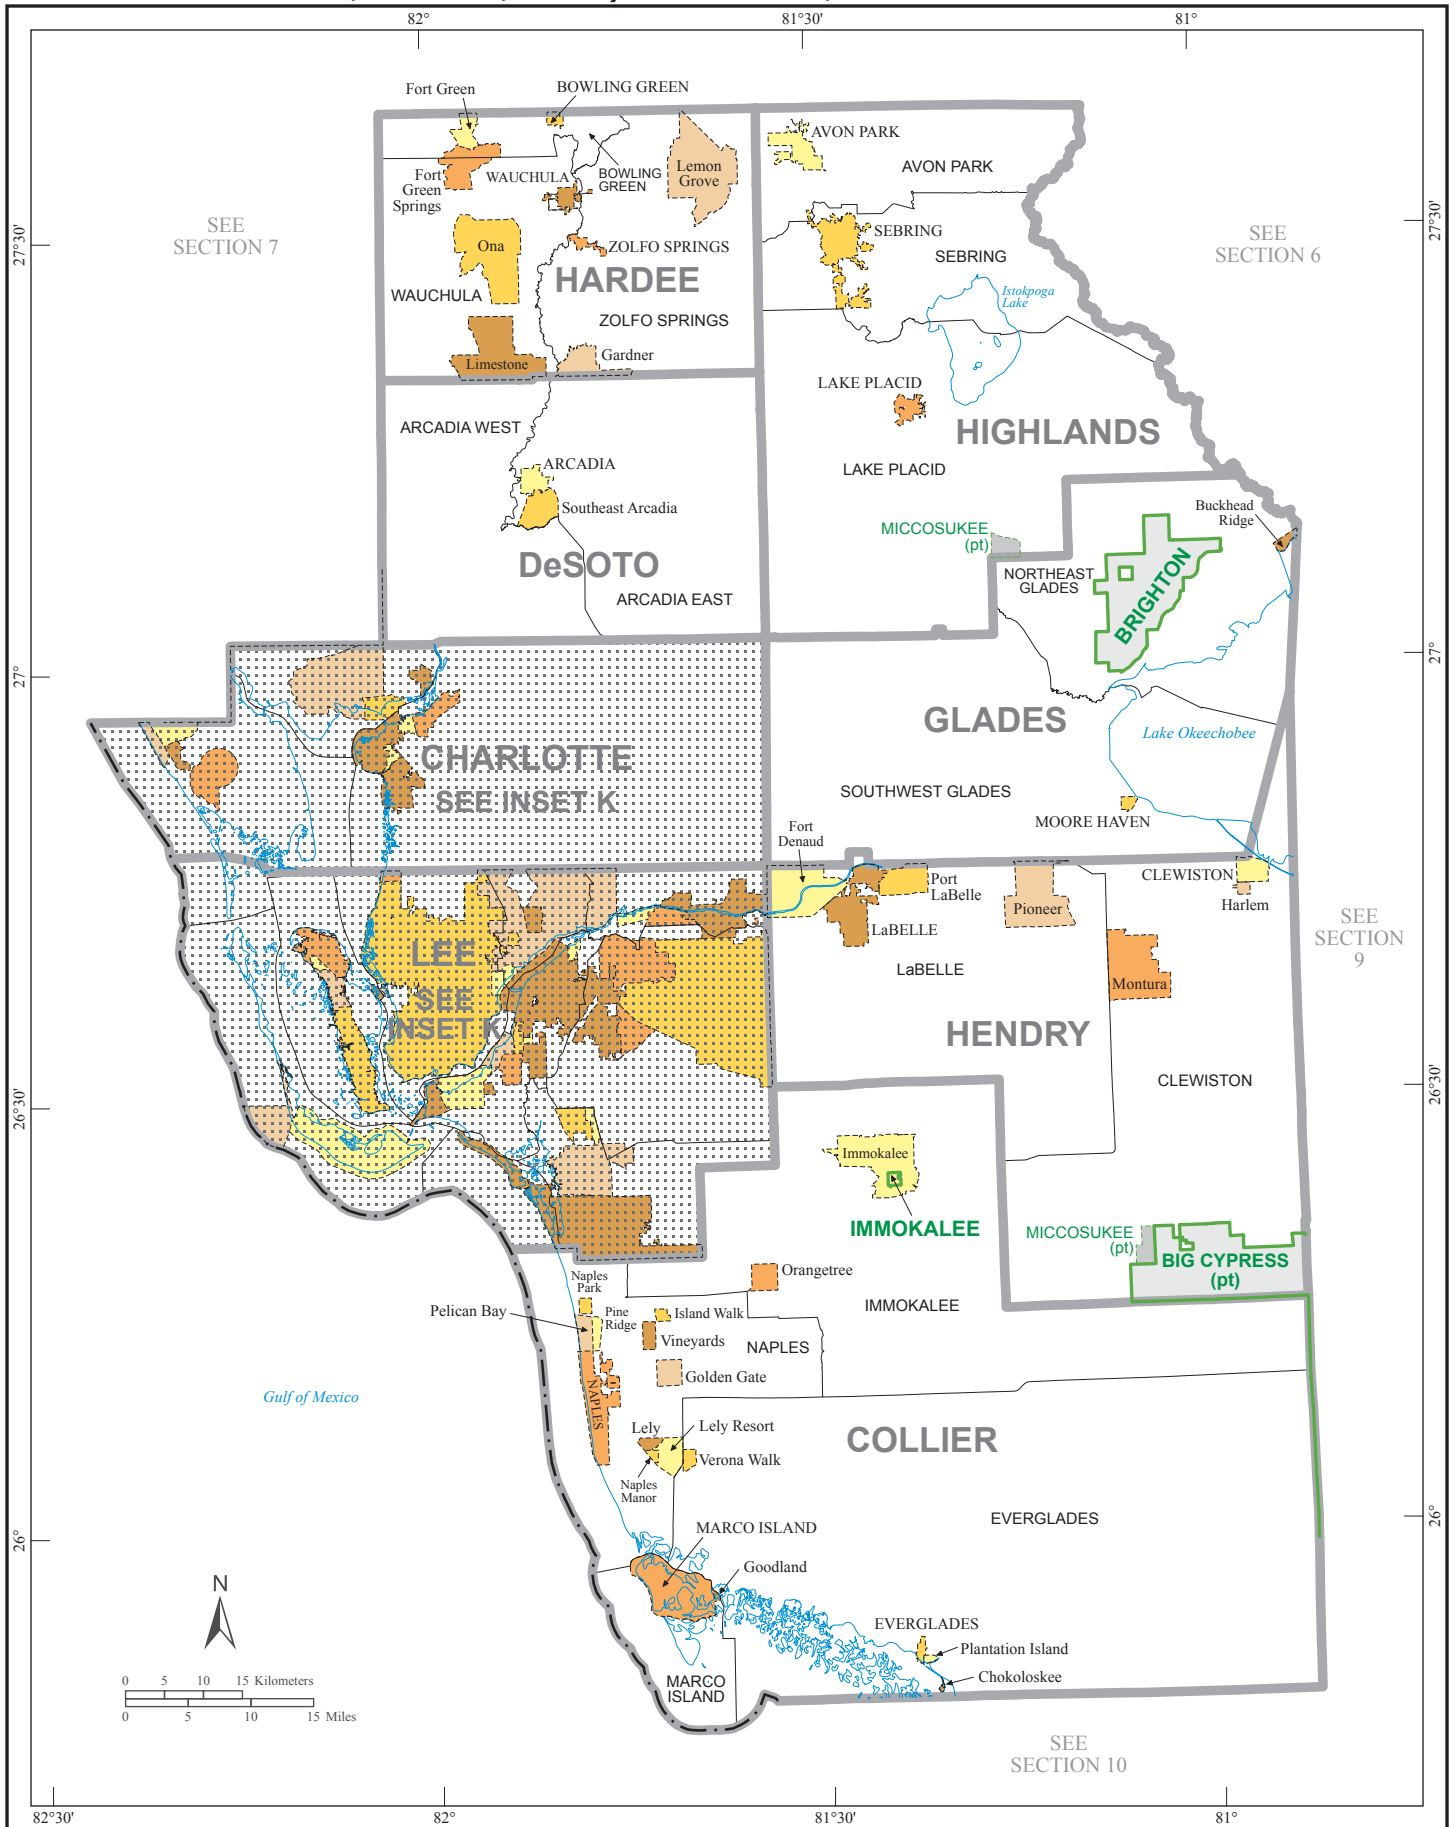 82°
81°30'
81°
Fort Green
BOWLING GREEN
AVON PARK
AVON PARK
Lemon
Grove
WAUCHULA
BOWLING
GREEN
Fort
Green
Springs
SEE
SECTION 7
27°30'
27°30'
SEE
SECTION 6
SEBRING
SEBRING
Ona
ZOLFO SPRINGS
HARDEE
WAUCHULA
ZOLFO SPRINGS
Istokpoga
Lake
Limestone
Gardner
LAKE PLACID
HIGHLANDS
ARCADIA WEST
ARCADIA
LAKE PLACID
Southeast Arcadia
Buckhead
Ridge
MICCOSUKEE
(pt)
DeSOTO
NORTHEAST
GLADES
BRIGHTON
ARCADIA EAST
27°
27°
GLADES
Lake Okeechobee
CHARLOTTE
SEE INSET K
SOUTHWEST GLADES
MOORE HAVEN
Fort
Denaud
CLEWISTON
Port
LaBelle
Harlem
Pioneer
LaBELLE
LaBELLE
SEE
SECTION
9
LEE
SEE
INSET K
Montura
HENDRY
CLEWISTON
26°30'
26°30'
Immokalee
IMMOKALEE
MICCOSUKEE
(pt)
BIG CYPRESS
(pt)
Orangetree
Naples
Park
IMMOKALEE
Pelican Bay
Pine
Ridge
Island Walk
Vineyards
NAPLES
Golden Gate
Gulf of Mexico
NAPLES
Lely
Lely Resort
COLLIER
Verona Walk
Naples
Manor
26°
26°
EVERGLADES
MARCO ISLAND
Goodland
N
EVERGLADES
Plantation Island
Chokoloskee
MARCO
ISLAND
0 5 10 15 Kilometers
0 5 10 15 Miles
SEE
SECTION 10
82°30'
82°
81°30'
81°